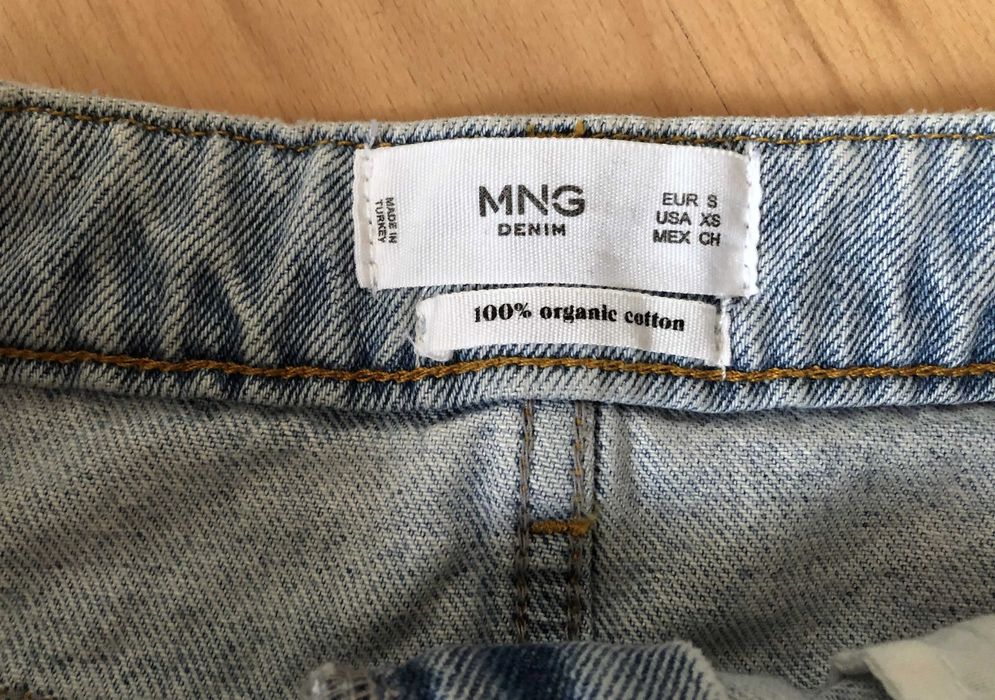 MADE IN
TURKEY
MNG
DENIM
EUR S
USA XS
MEX CH
100% organic cotton